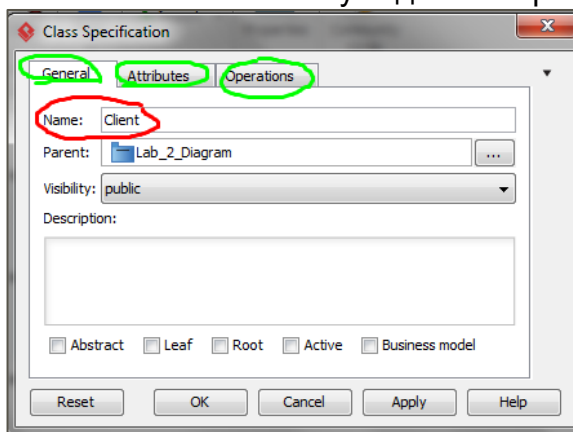 Class Specification
General Attributes Operations
Name: Client
Parent: Lab_2_Diagram ...
Visibility: public
Description:
Abstract Leaf Root Active Business model
Reset OK Cancel Apply Help